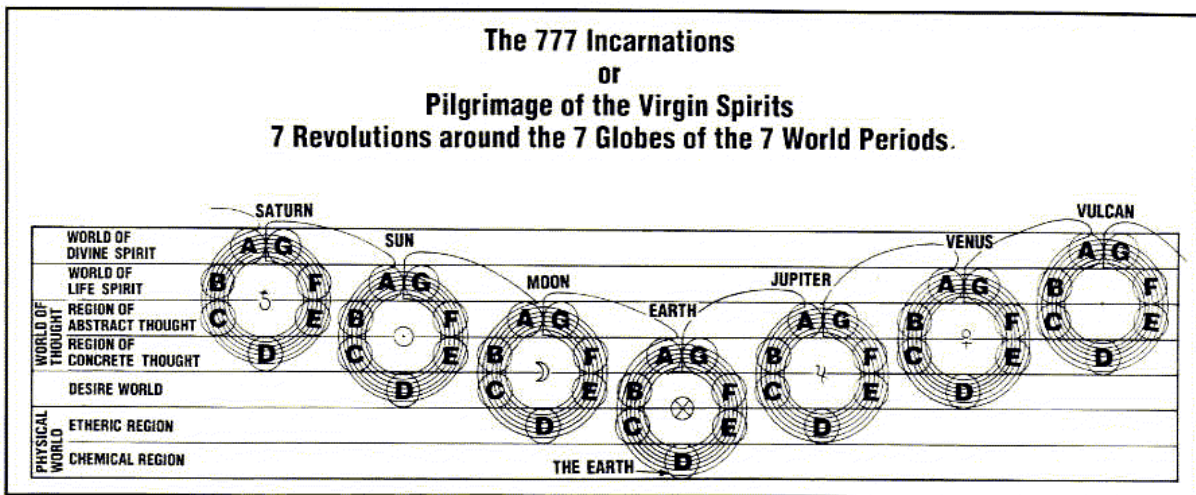 The 777 Incarnations
or
Pilgrimage of the Virgin Spirits
7 Revolutions around the 7 Globes of the 7 World Periods.
SATURN
SUN
MOON
EARTH
JUPITER
VENUS
VULCAN
WORLD OF
DIVINE SPIRIT
WORLD OF
LIFE SPIRIT
WORLD OF
THOUGHT
REGION OF
ABSTRACT THOUGHT
REGION OF
CONCRETE THOUGHT
DESIRE WORLD
PHYSICAL
WORLD
ETHERIC REGION
CHEMICAL REGION
A G
B F
C E
D
A G
B F
C E
D
A G
B F
C E
D
A G
B F
C E
D
A G
B F
C E
D
A G
B F
C E
D
A G
B F
C E
D
THE EARTH